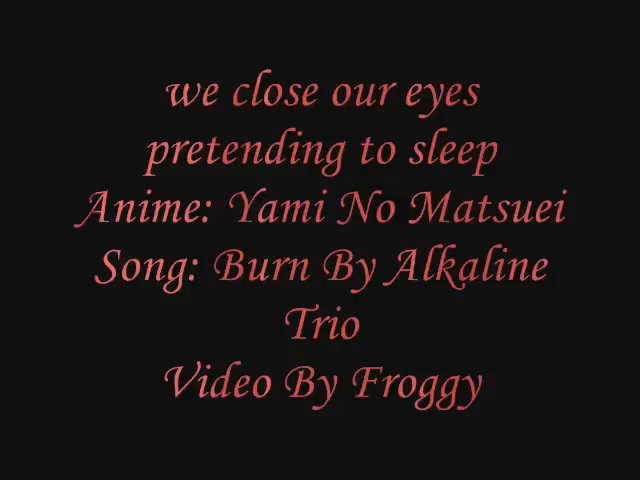 we close our eyes
pretending to sleep
Anime: Yami No Matsuei
Song: Burn By Alkaline
Trio
Video By Froggy